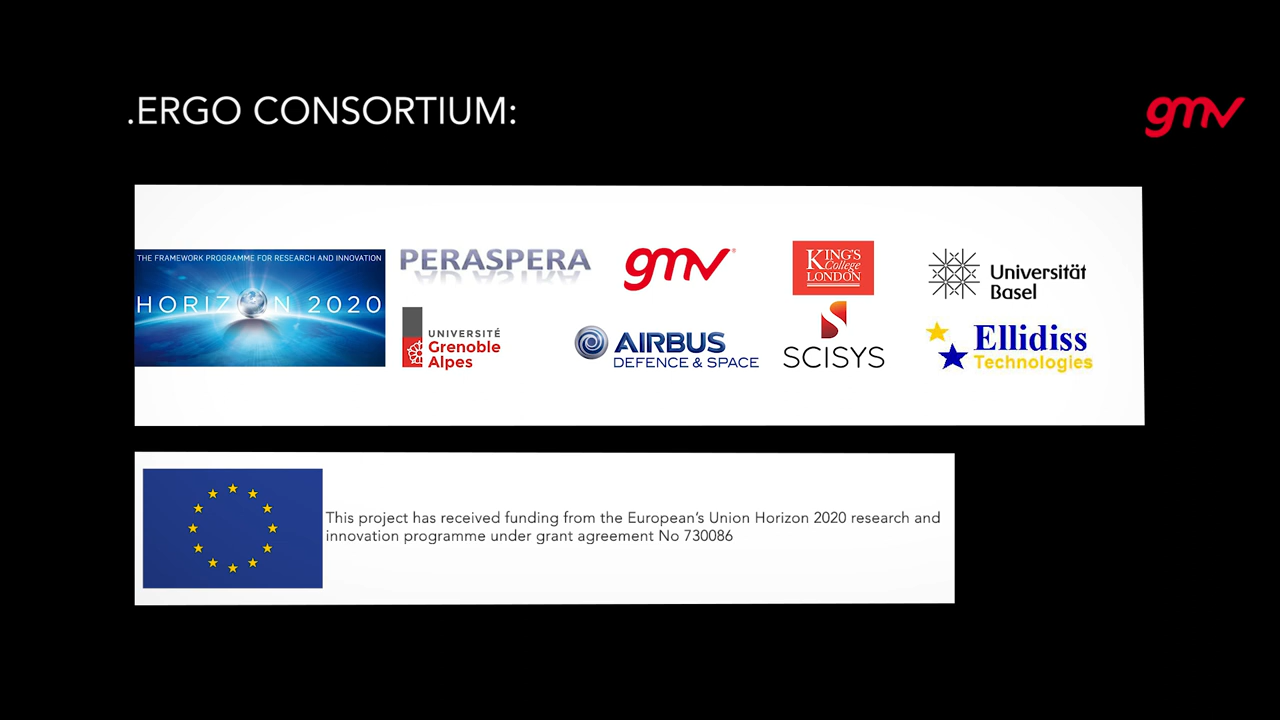 .ERGO CONSORTIUM:
gmv
THE FRAMEWORK PROGRAMME FOR RESEARCH AND INNOVATION
HORIZON 2020
PERASPERA
gmv®
KING'S
College
LONDON
Universität
Basel
UNIVERSITÉ
Grenoble
Alpes
AIRBUS
DEFENCE & SPACE
SCISYS
Ellidiss
Technologies
This project has received funding from the European's Union Horizon 2020 research and
innovation programme under grant agreement No 730086